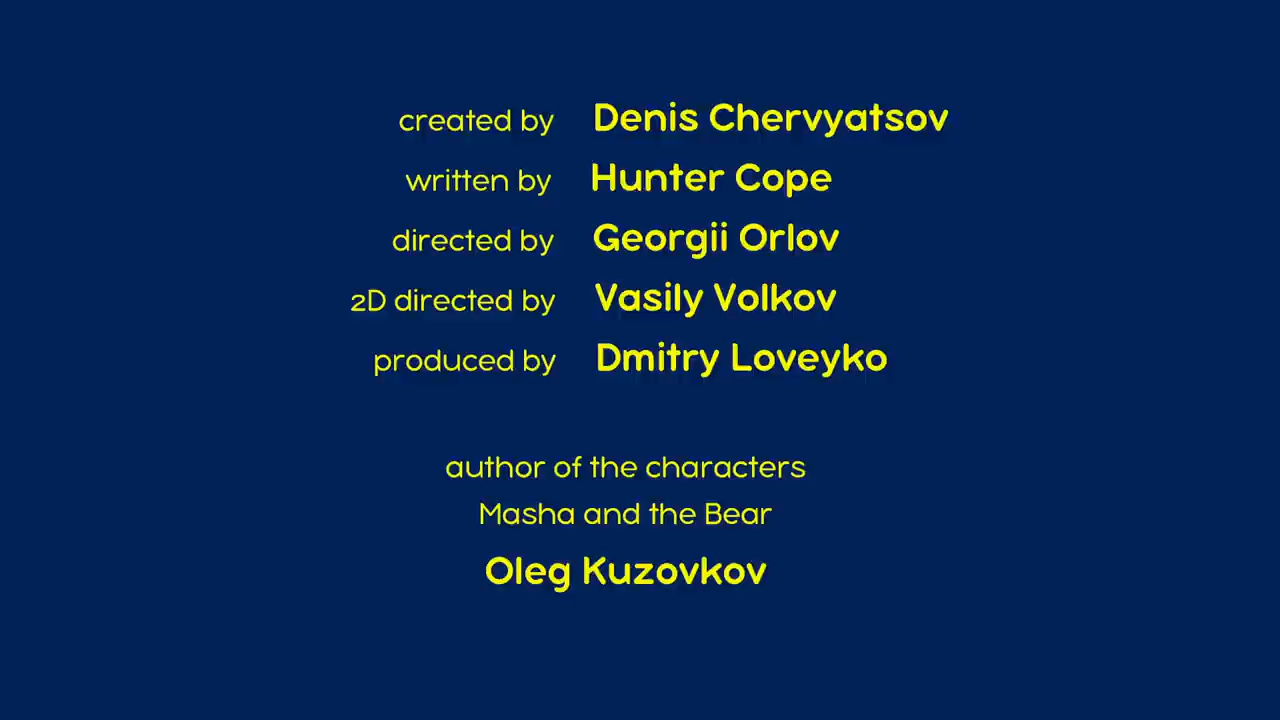 created by Denis Chervyatsov
written by Hunter Cope
directed by Georgii Orlov
2D directed by Vasily Volkov
produced by Dmitry Loveyko
author of the characters
Masha and the Bear
Oleg Kuzovkov